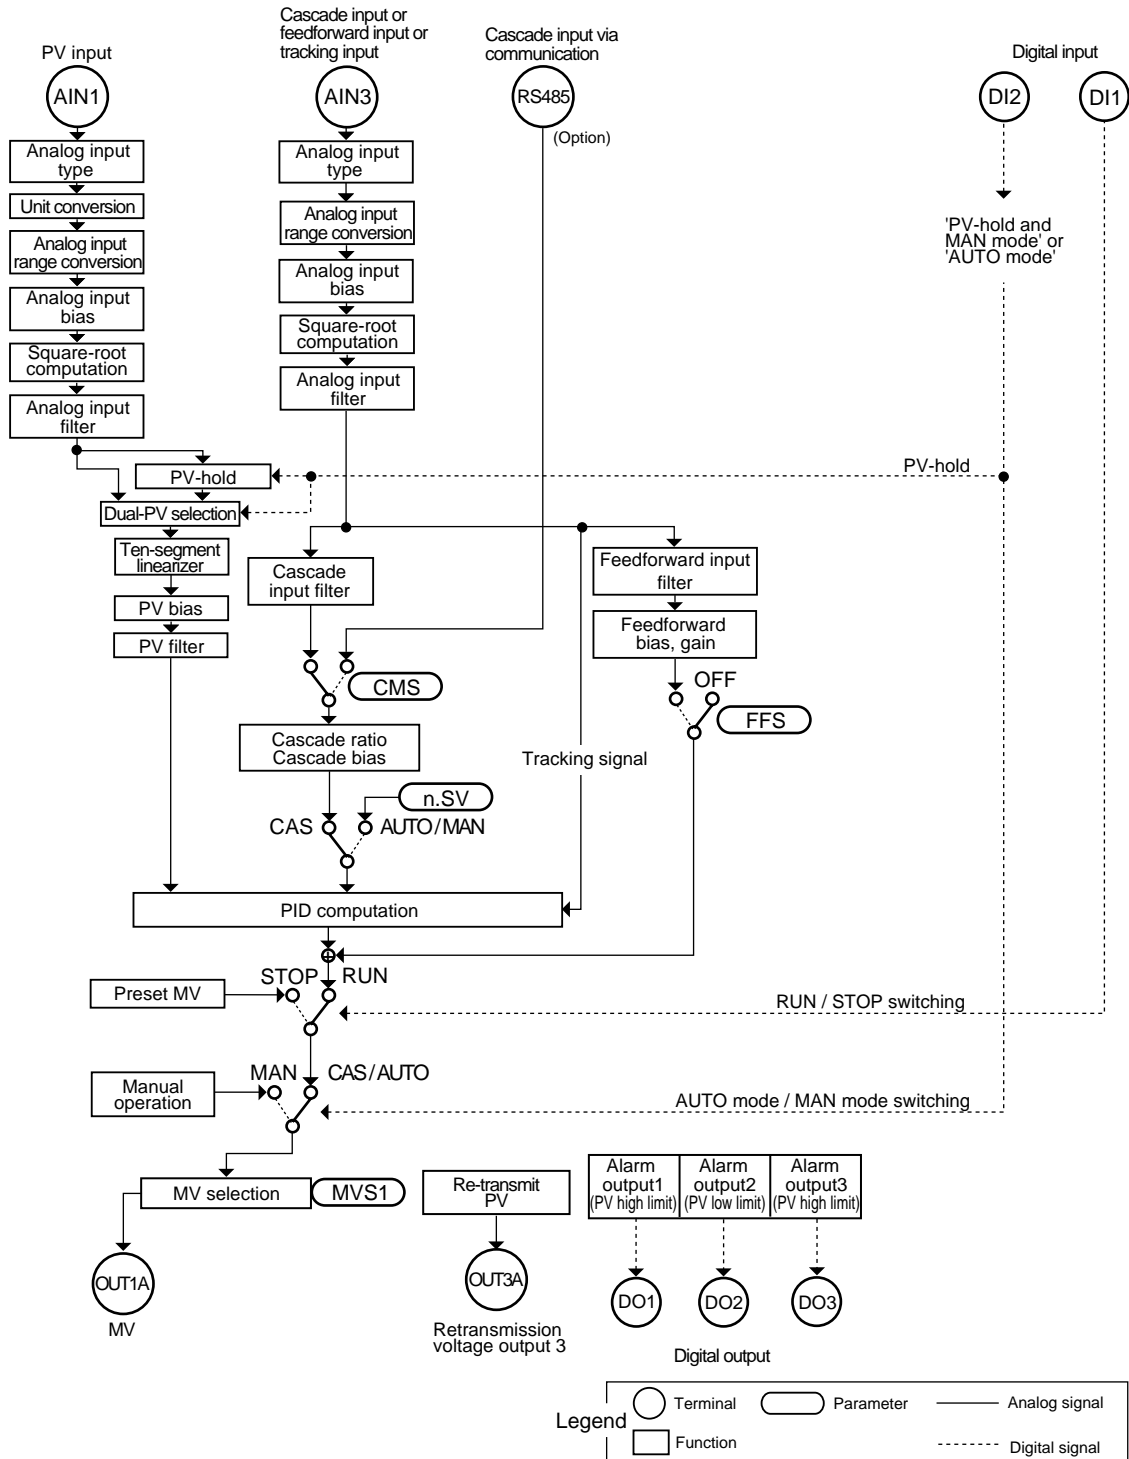 PV input
Cascade input or
feedforward input or
tracking input
Cascade input via
communication
Digital input
AIN1
AIN3
RS485
(Option)
DI2
DI1
Analog input
type
Unit conversion
Analog input
range conversion
Analog input
bias
Square-root
computation
Analog input
filter
Analog input
type
Analog input
range conversion
Analog input
bias
Square-root
computation
Analog input
filter
'PV-hold and
MAN mode' or
'AUTO mode'
PV-hold
PV-hold
Dual-PV selection
Ten-segment
linearizer
PV bias
PV filter
Cascade
input filter
Feedforward input
filter
Feedforward
bias, gain
CMS
OFF
FFS
Cascade ratio
Cascade bias
Tracking signal
n.SV
CAS
AUTO/MAN
PID computation
STOP
RUN
Preset MV
RUN / STOP switching
MAN
CAS/AUTO
Manual
operation
AUTO mode / MAN mode switching
MV selection
MVS1
Re-transmit
PV
Alarm
output1
(PV high limit)
Alarm
output2
(PV low limit)
Alarm
output3
(PV high limit)
OUT1A
MV
OUT3A
Retransmission
voltage output 3
DO1
DO2
DO3
Digital output
Legend
Terminal
Parameter
Analog signal
Function
Digital signal